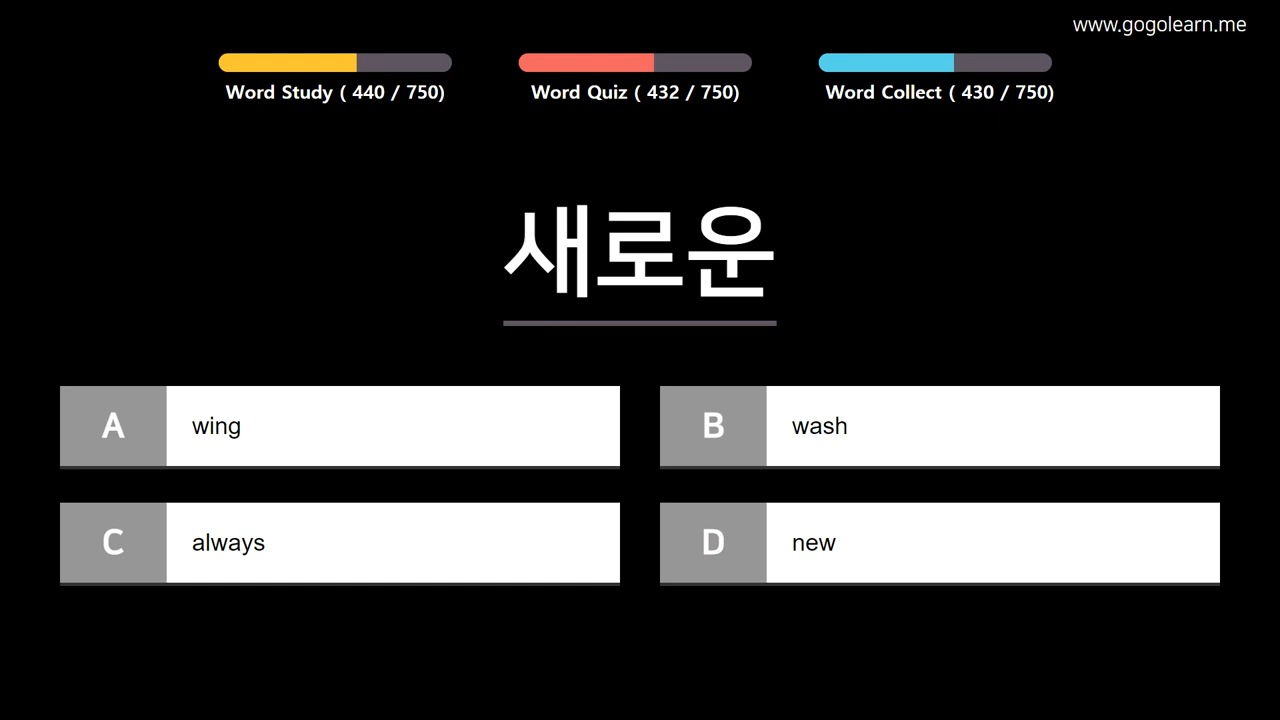 www.gogolearn.me
Word Study ( 440 / 750)
Word Quiz ( 432 / 750)
Word Collect ( 430 / 750)
새로운
A wing
B wash
C always
D new